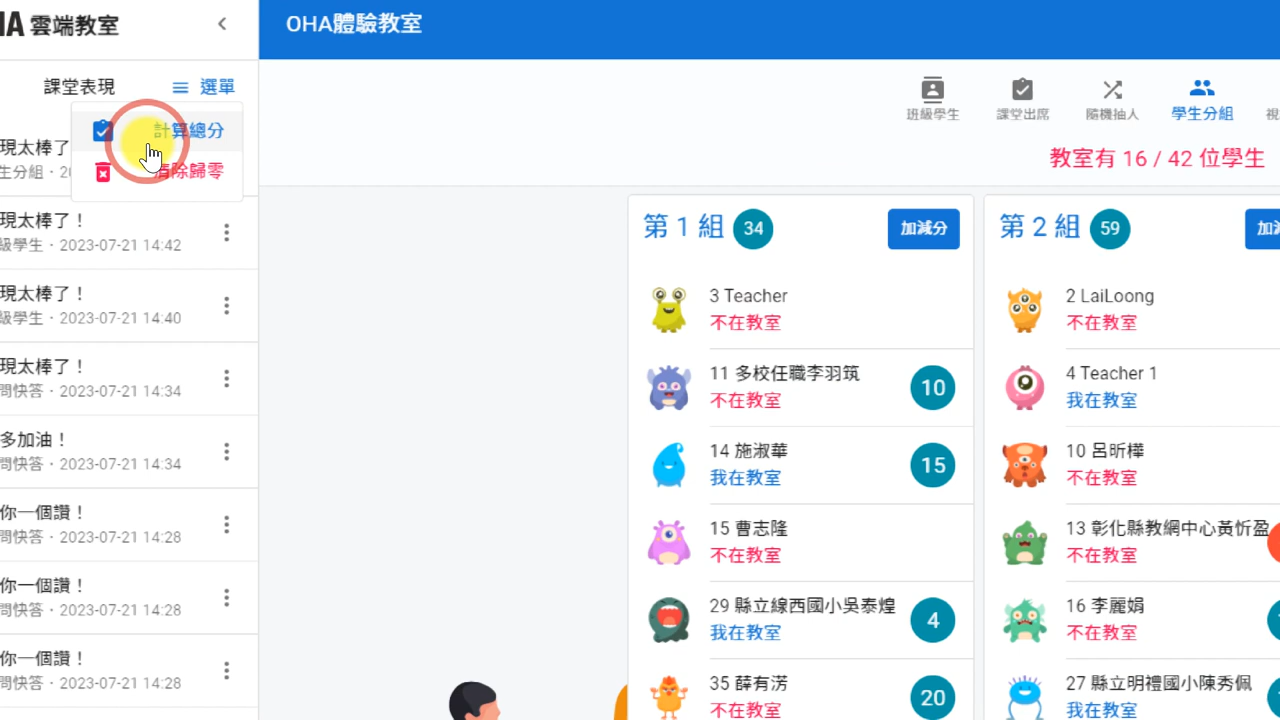 雲端教室
OHA體驗教室
課堂表現
選單
計算總分
清除歸零
班級學生
課堂出席
隨機抽人
學生分組
教室有 16 / 42 位學生
現太棒了
生分組・
現太棒了！
級學生・2023-07-21 14:42
現太棒了！
級學生・2023-07-21 14:40
現太棒了！
問快答・2023-07-21 14:34
多加油！
問快答・2023-07-21 14:34
你一個讚！
問快答・2023-07-21 14:28
你一個讚！
問快答・2023-07-21 14:28
你一個讚！
問快答・2023-07-21 14:28
第 1 組 34
加減分
3 Teacher
不在教室
11 多校任職李羽筑
不在教室
10
14 施淑華
我在教室
15
15 曹志隆
不在教室
29 縣立線西國小吳泰煌
我在教室
4
35 薛有涝
不在教室
20
第 2 組 59
2 LaiLoong
不在教室
4 Teacher 1
我在教室
10 呂昕樺
不在教室
13 彰化縣教網中心黃忻盈
不在教室
16 李麗娟
不在教室
27 縣立明禮國小陳秀佩
我在教室